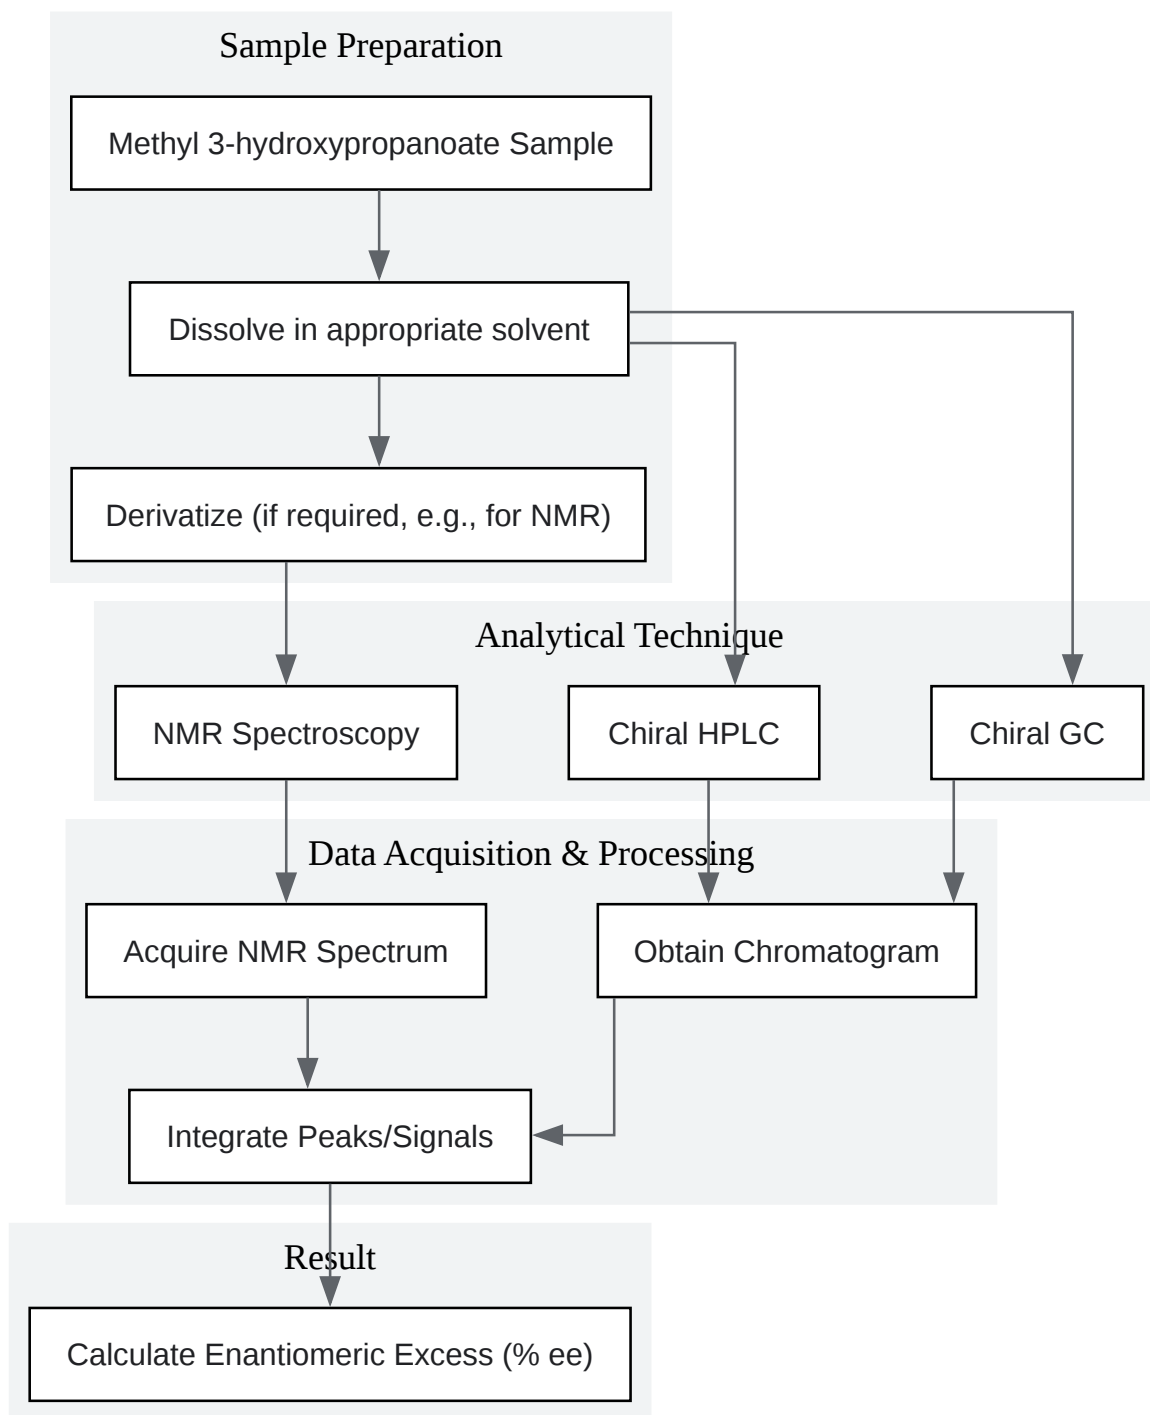 Sample Preparation
Methyl 3-hydroxypropanoate Sample
Dissolve in appropriate solvent
Derivatize (if required, e.g., for NMR)
Analytical Technique
NMR Spectroscopy
Chiral HPLC
Chiral GC
Data Acquisition & Processing
Acquire NMR Spectrum
Obtain Chromatogram
Integrate Peaks/Signals
Result
Calculate Enantiomeric Excess (% ee)